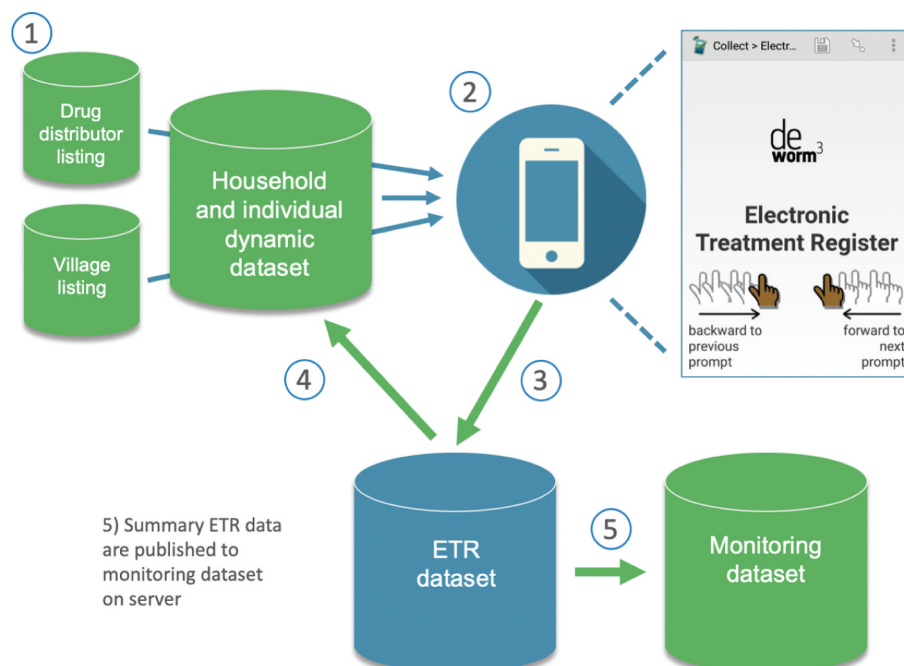 1
Drug
distributor
listing
Village
listing
Household
and individual
dynamic
dataset
2
Collect > Electr...
de
worm3
Electronic
Treatment Register
backward to
previous
prompt
forward to
next
prompt
4
3
5) Summary ETR data
are published to
monitoring dataset
on server
ETR
dataset
5
Monitoring
dataset